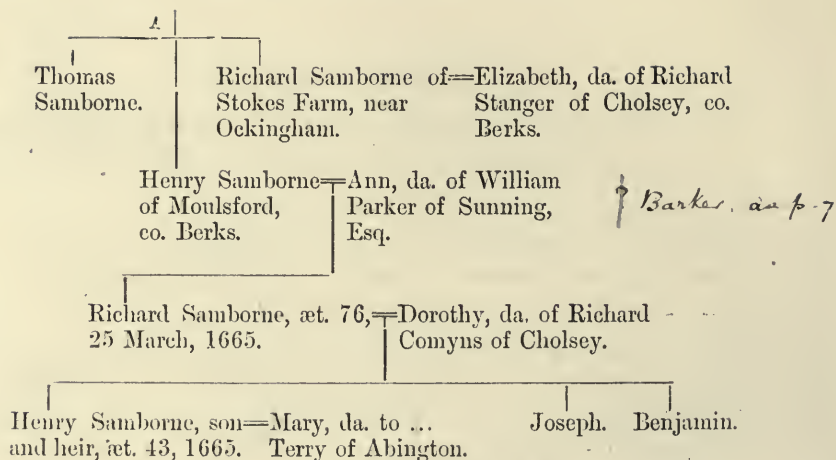 A
Thomas
Samborne.
Richard Samborne of=Elizabeth, da. of Richard
Stokes Farm, near
Stanger of Cholsey, co.
Ockingham.
Berks.
Henry Samborne=Ann, da. of William
of Moulsford,
Parker of Sunning,
co. Berks.
Esq.
? Barker. as p. 7
Richard Samborne, æt. 76,=Dorothy, da. of Richard
25 March, 1665.
Comyns of Cholsey.
Henry Samborne, son=Mary, da. to ...
and heir, æt. 43, 1665.
Terry of Abington.
Joseph.
Benjamin.